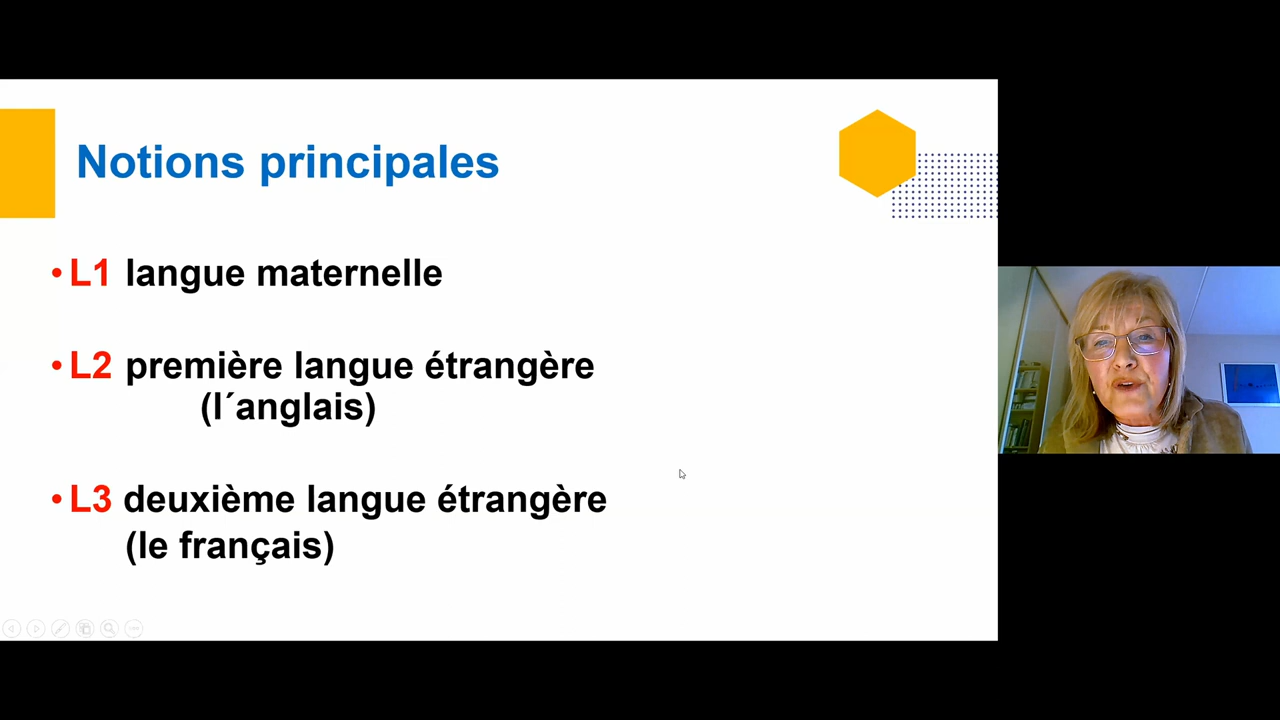 Notions principales
•L1 langue maternelle
•L2 première langue étrangère
(l´anglais)
•L3 deuxième langue étrangère
(le français)